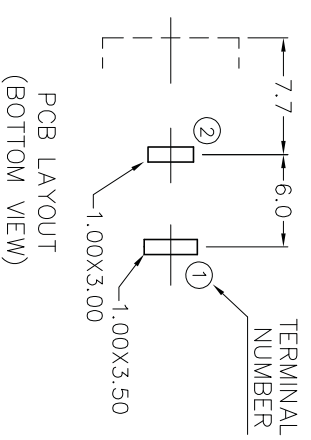 7.7
6.0
②
①
TERMINAL
NUMBER
1.00X3.50
1.00X3.00
PCB LAYOUT
(BOTTOM VIEW)